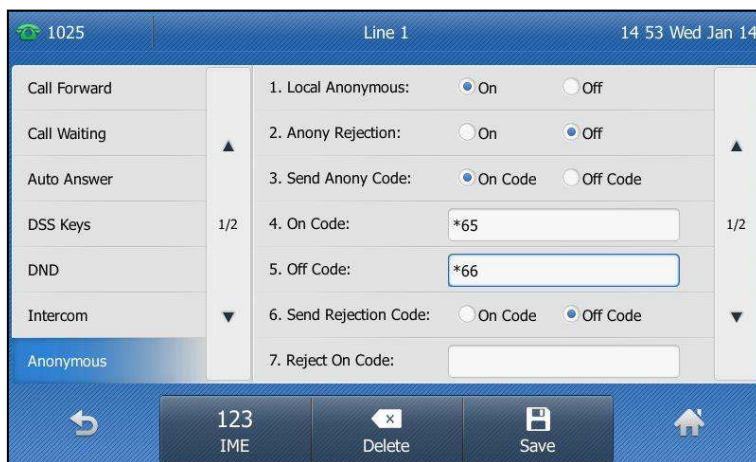 1025 Line 1 14 53 Wed Jan 14
Call Forward
Call Waiting
Auto Answer
DSS Keys
DND
Intercom
Anonymous
1/2
1. Local Anonymous: On Off
2. Anony Rejection: On Off
3. Send Anony Code: On Code Off Code
4. On Code: *65
5. Off Code: *66
6. Send Rejection Code: On Code Off Code
7. Reject On Code:
1/2
123
IME Delete Save